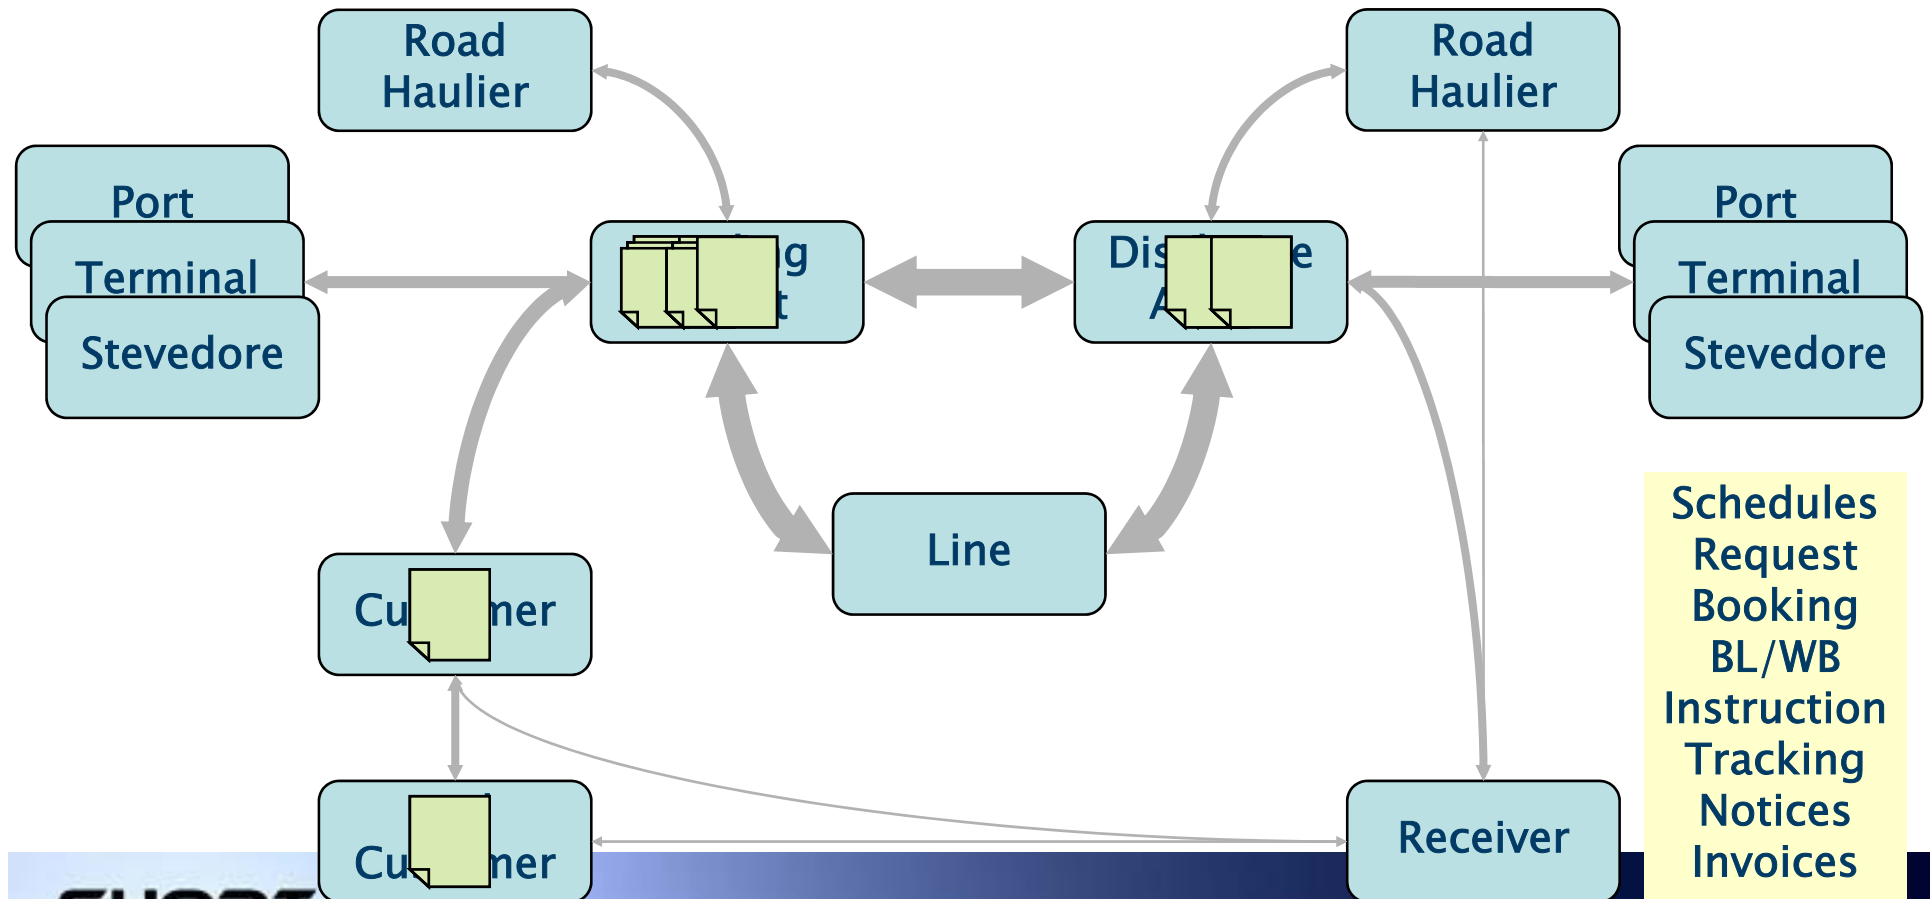 Road
Haulier
Road
Haulier
Port
Terminal
Stevedore
Port
Terminal
Stevedore
Line
Receiver
Schedules
Request
Booking
BL/WB
Instruction
Tracking
Notices
Invoices